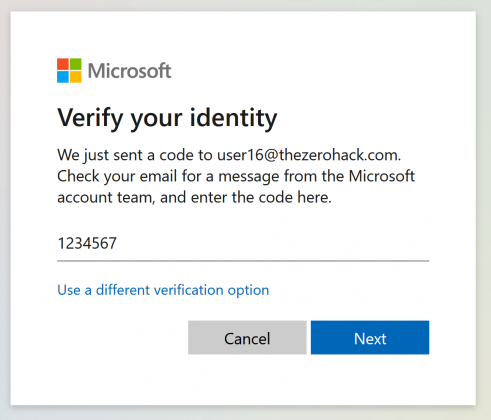 Microsoft
Verify your identity
We just sent a code to user16@thezerohack.com.
Check your email for a message from the Microsoft
account team, and enter the code here.
1234567
Use a different verification option
Cancel
Next